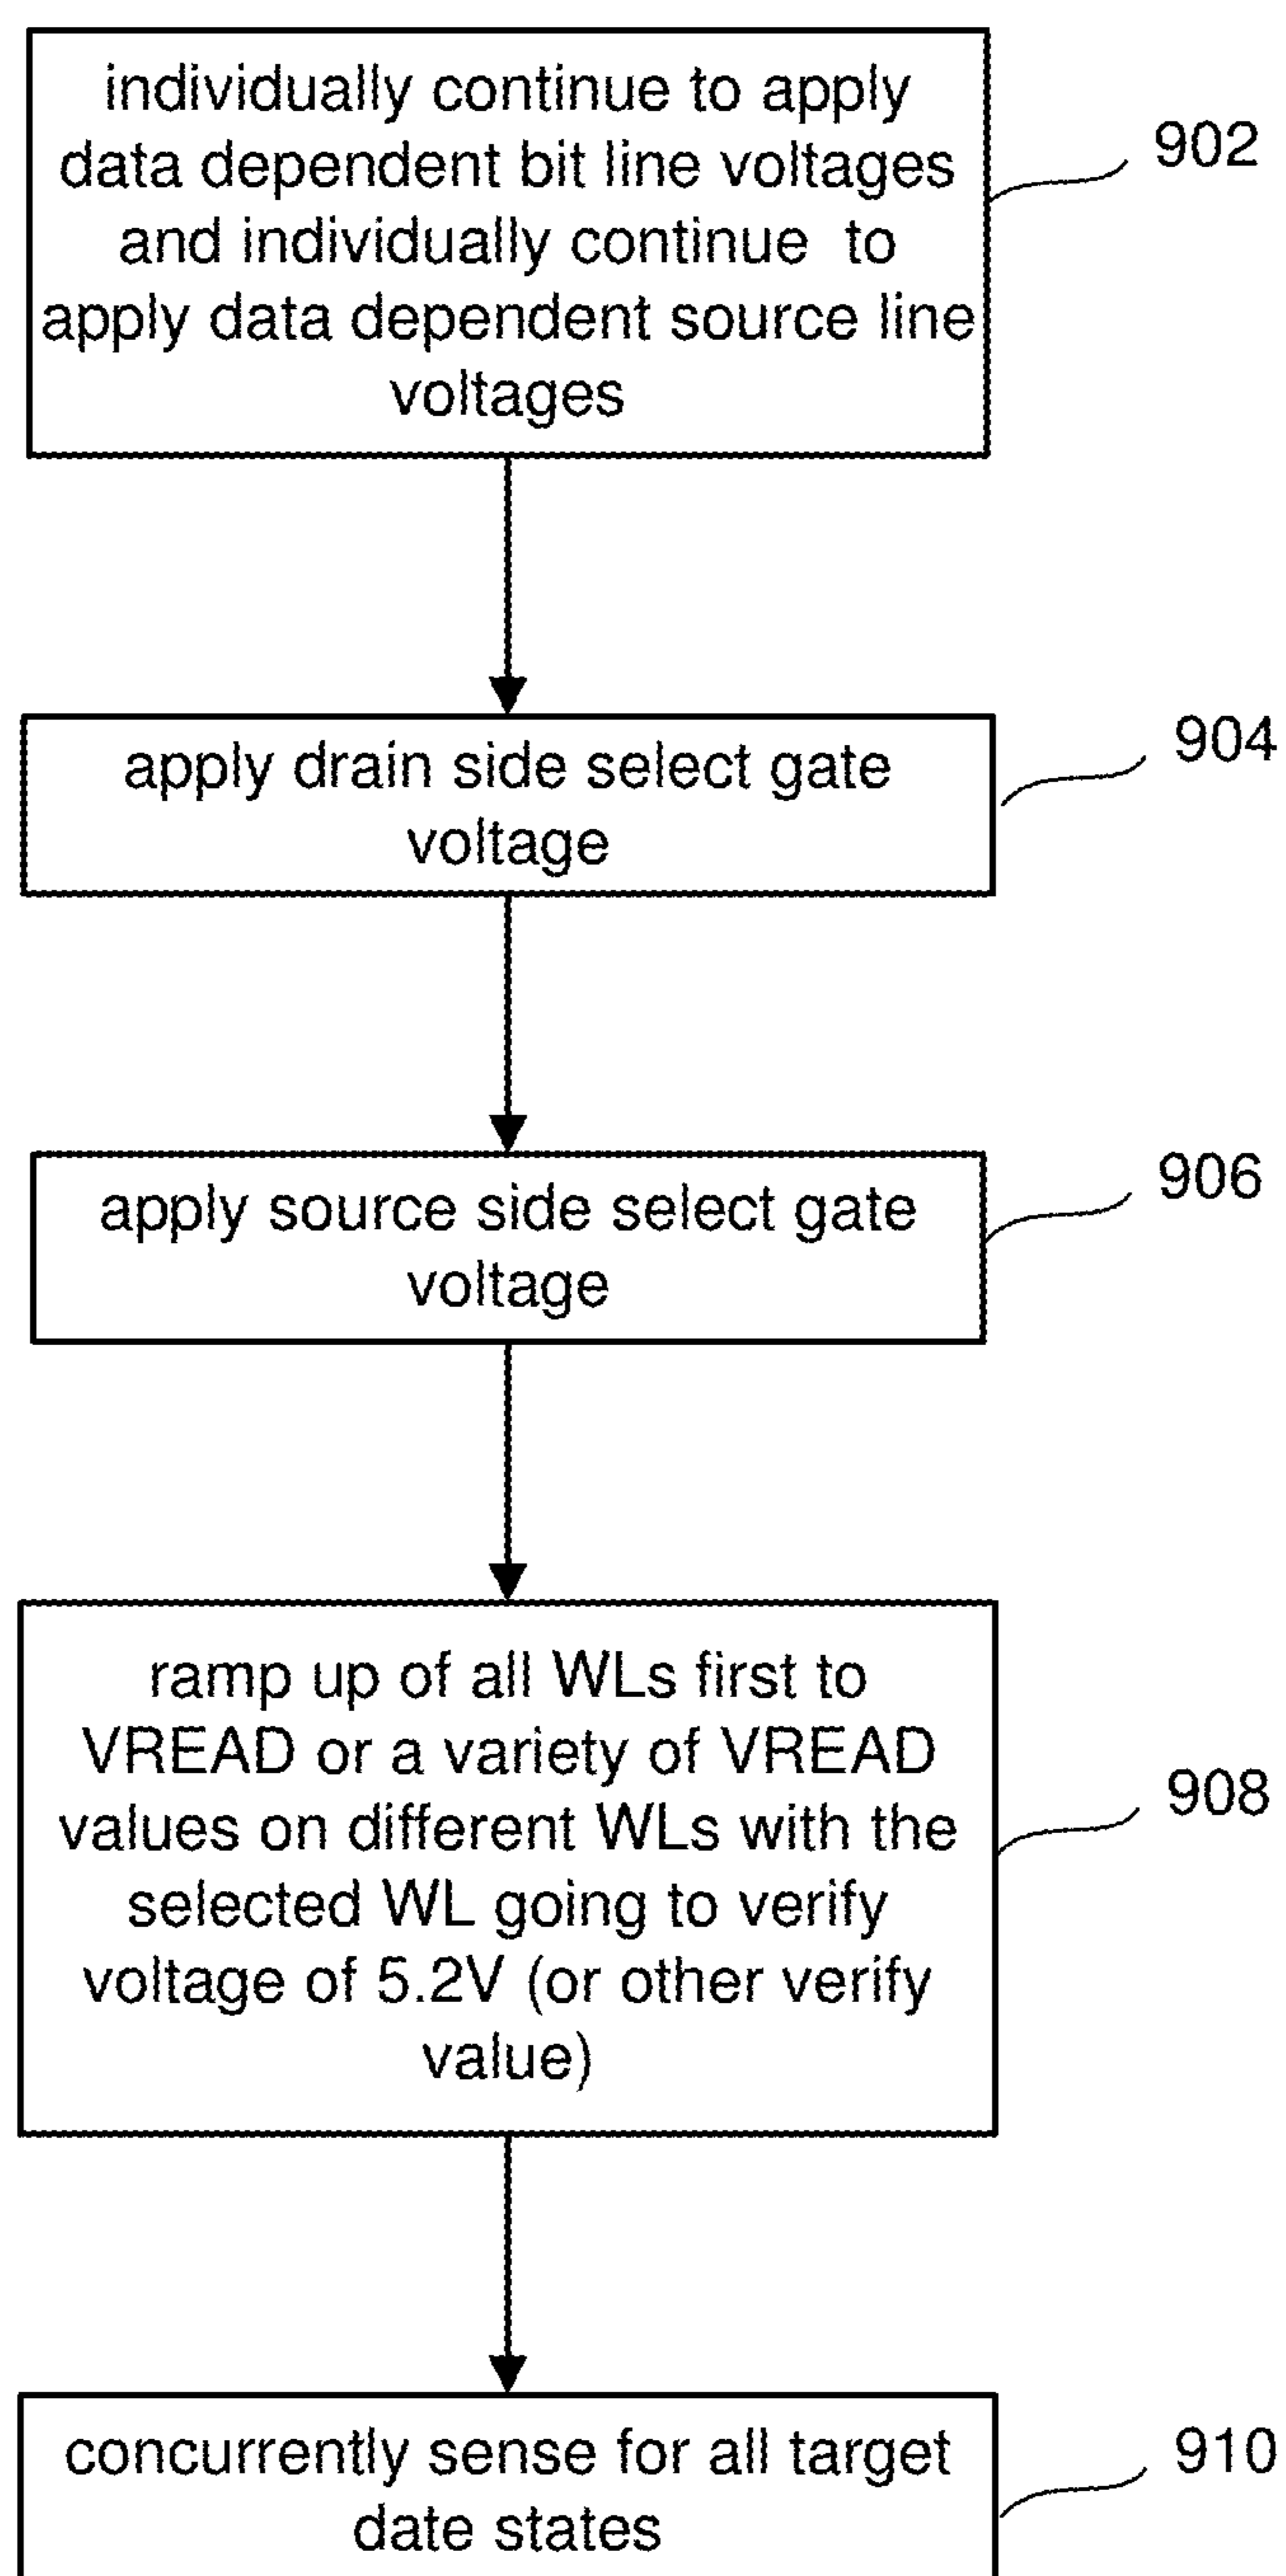 individually continue to apply
data dependent bit line voltages
and individually continue to
apply data dependent source line
voltages
902
apply drain side select gate
voltage
904
apply source side select gate
voltage
906
ramp up of all WLs first to
VREAD or a variety of VREAD
values on different WLs with the
selected WL going to verify
voltage of 5.2V (or other verify
value)
908
concurrently sense for all target
date states
910